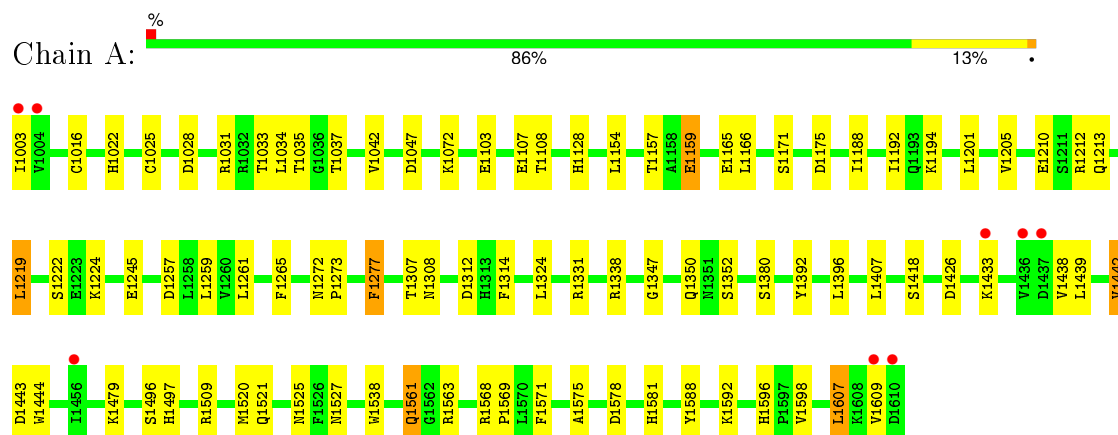 %
Chain A:
86%
13%
•
I1003 V1004 C1016 H1022 C1025 D1028 R1031 R1032 T1033 L1034 T1035 G1036 T1037 V1042 D1047 K1072 E1103 E1107 T1108 H1128 L1154 T1157 A1158 E1159 E1165 L1166 S1171 D1175 I1188 I1192 Q1193 K1194 L1201 V1205 E1210 S1211 R1212 Q1213
L1219 S1222 E1223 K1224 E1245 D1257 L1258 L1259 V1260 L1261 F1265 N1272 P1273 F1277 T1307 N1308 D1312 H1313 F1314 L1324 R1331 R1338 G1347 Q1350 N1351 S1352 S1380 Y1392 L1396 L1407 S1418 D1426 K1433 V1436 D1437 V1438 L1439 V1442
D1443 W1444 I1456 K1479 S1496 H1497 R1509 M1520 Q1521 N1525 F1526 N1527 W1538 Q1561 G1562 R1563 R1568 P1569 L1570 F1571 A1575 D1578 H1581 Y1588 K1592 H1596 P1597 V1598 L1607 K1608 V1609 D1610